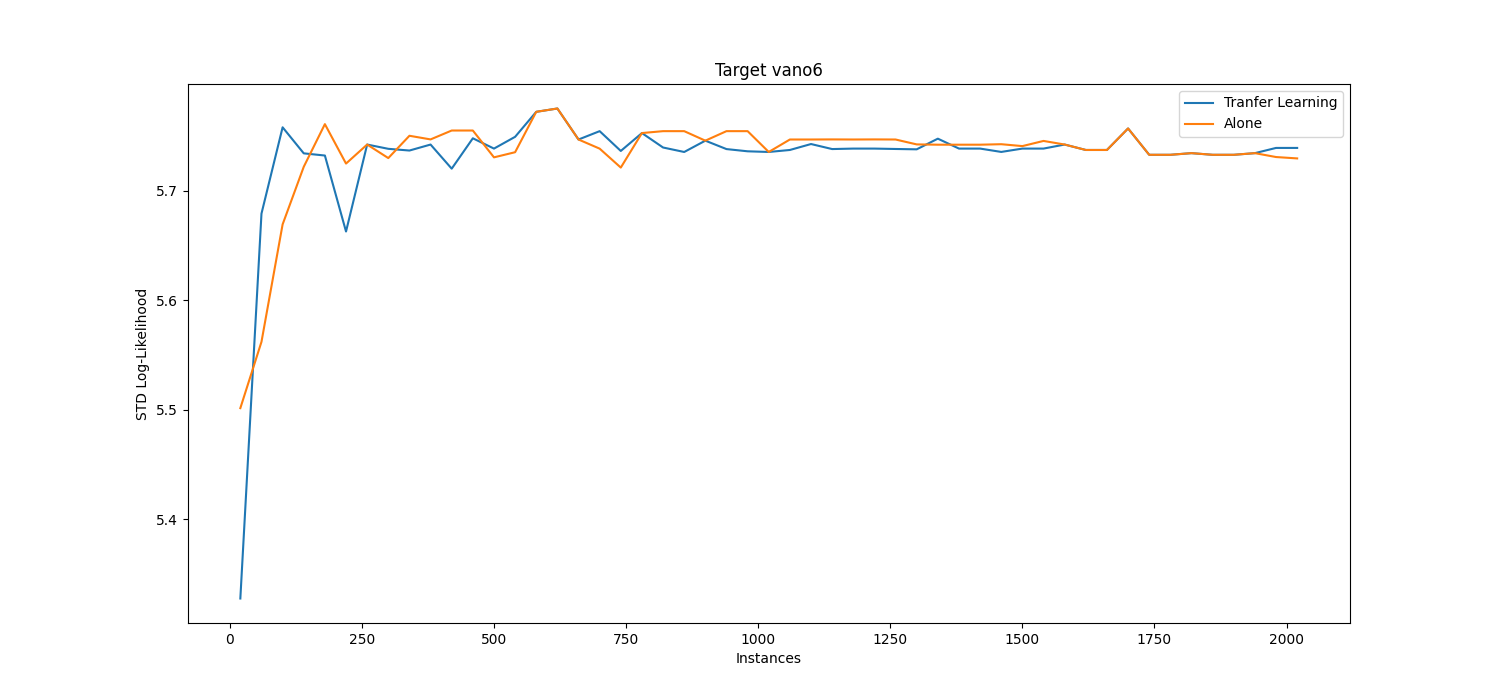 Target vano6
Tranfer Learning
Alone
STD Log-Likelihood
5.7
5.6
5.5
5.4
0 250 500 750 1000 1250 1500 1750 2000
Instances